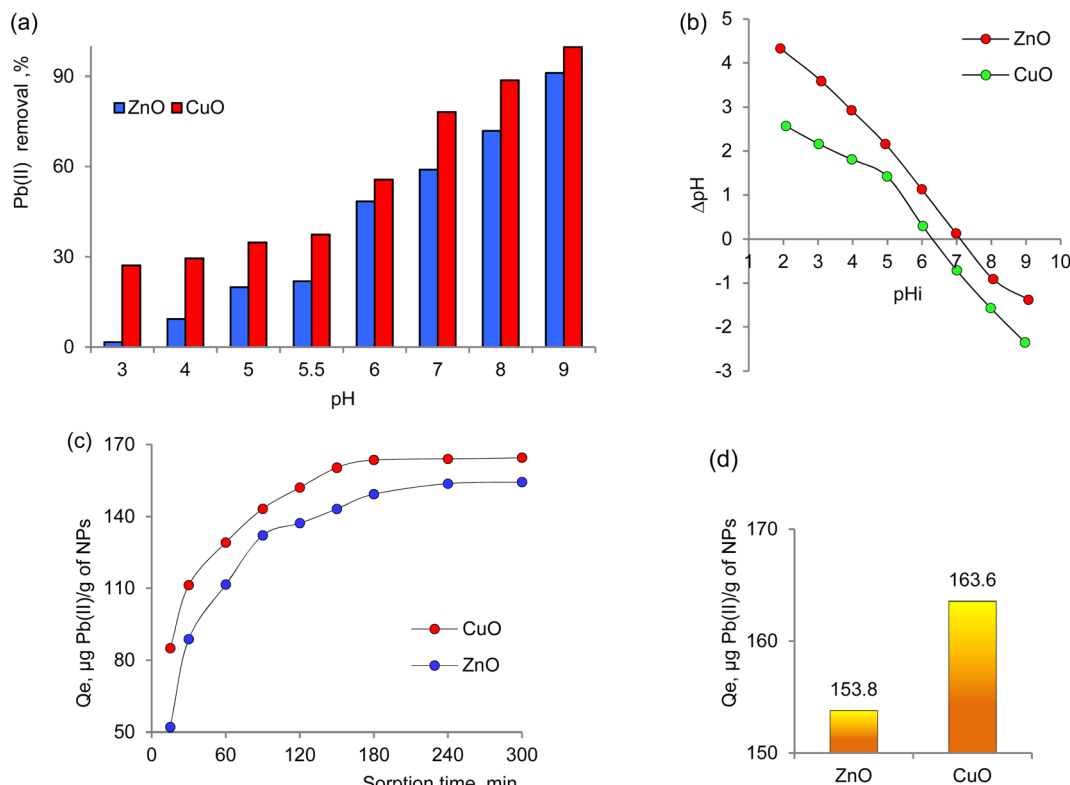 (a)
Pb(II) removal ,%
90
60
30
0
ZnO CuO
3 4 5 5.5 6 7 8 9
pH
(b)
ZnO
CuO
ΔpH
5
4
3
2
1
0
-1
-2
-3
1 2 3 4 5 6 7 8 9 10
pHi
(c)
Qe, µg Pb(II)/g of NPs
170
140
110
80
50
CuO
ZnO
0 60 120 180 240 300
Sorption time, min
(d)
Qe, µg Pb(II)/g of NPs
170
160
150
153.8
163.6
ZnO CuO